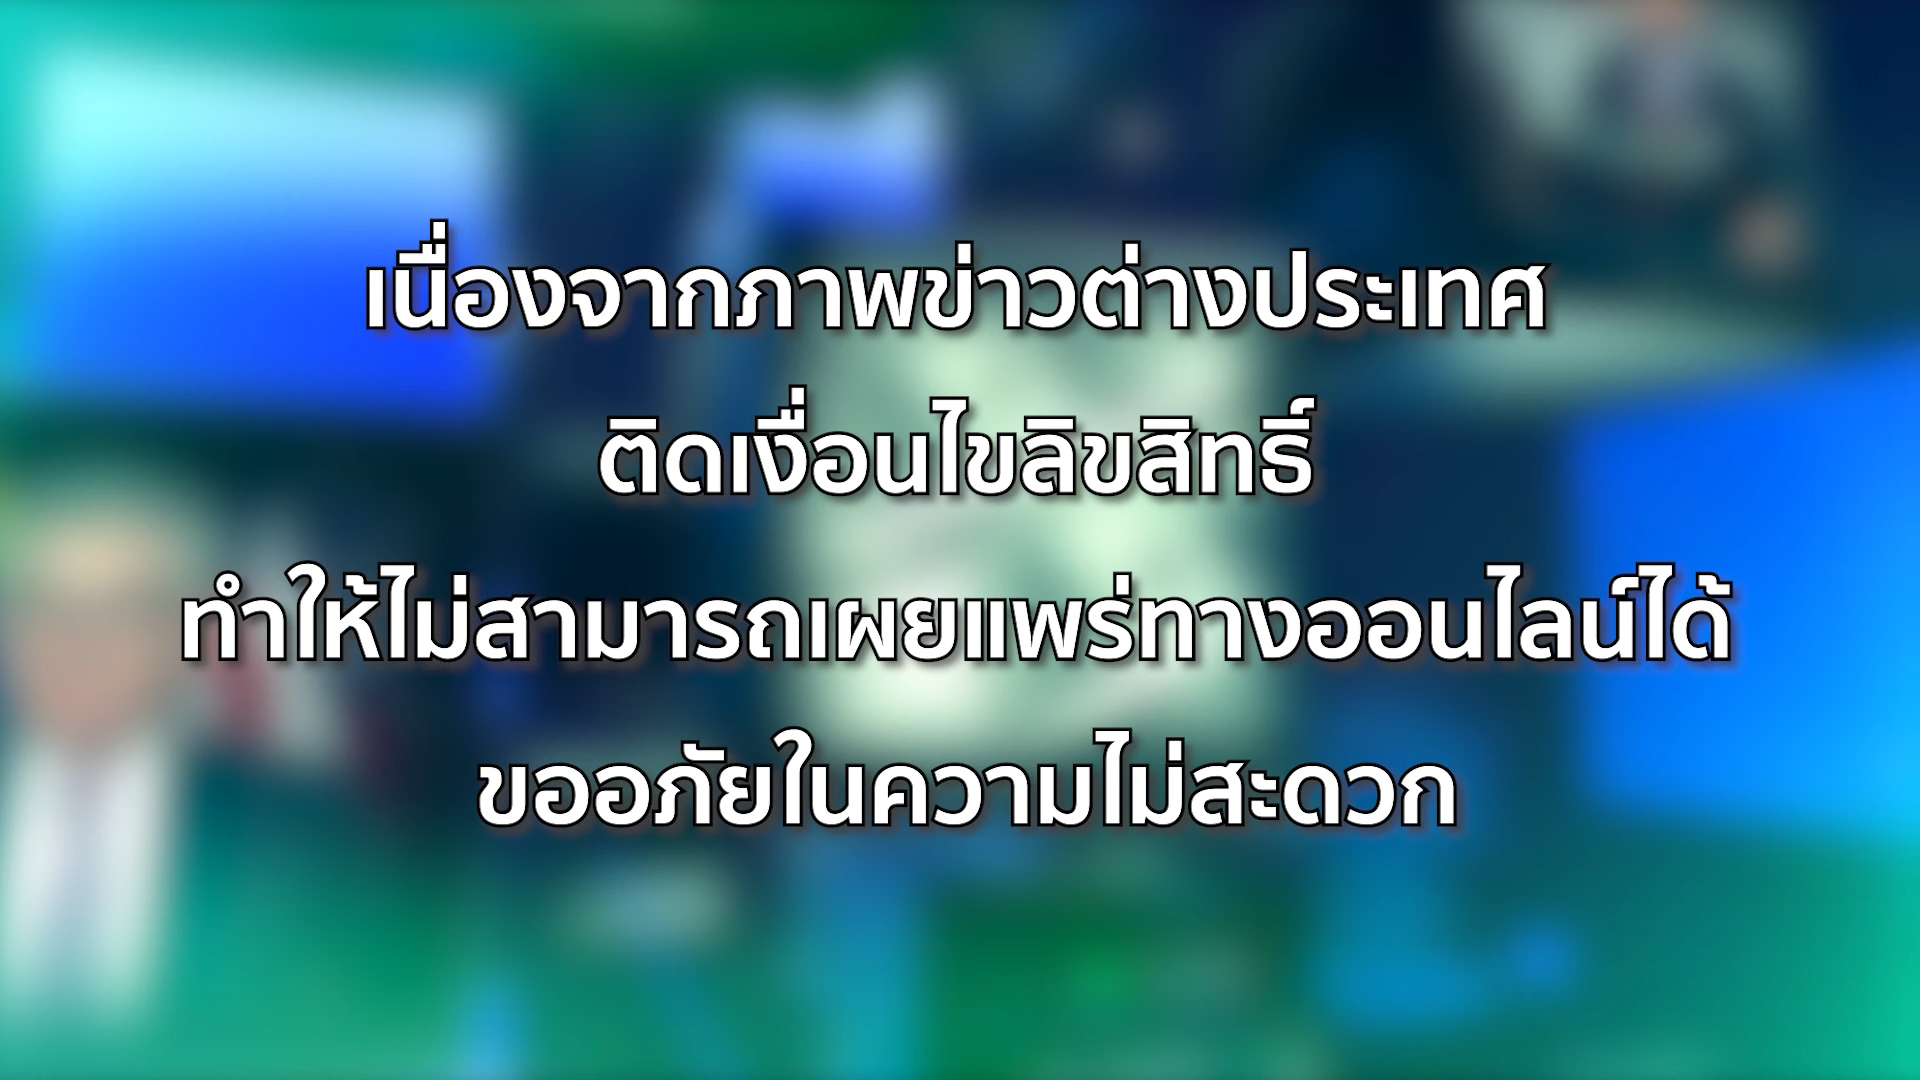 เนื่องจากภาพข่าวต่างประเทศ
ติดเงื่อนไขลิขสิทธิ์
ทำให้ไม่สามารถเผยแพร่ทางออนไลน์ได้
ขออภัยในความไม่สะดวก